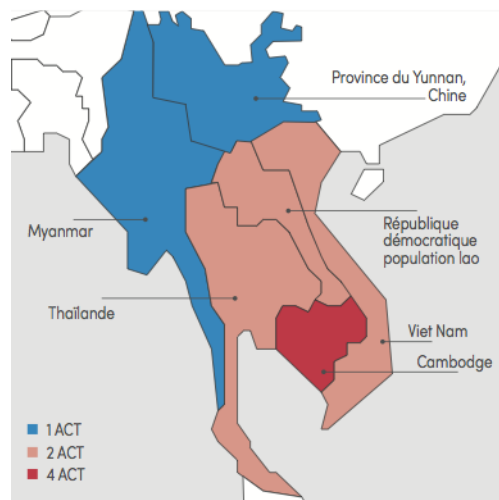 Province du Yunnan,
Chine
Myanmar
République
démocratique
population lao
Thaïlande
Viet Nam
Cambodge
1 ACT
2 ACT
4 ACT